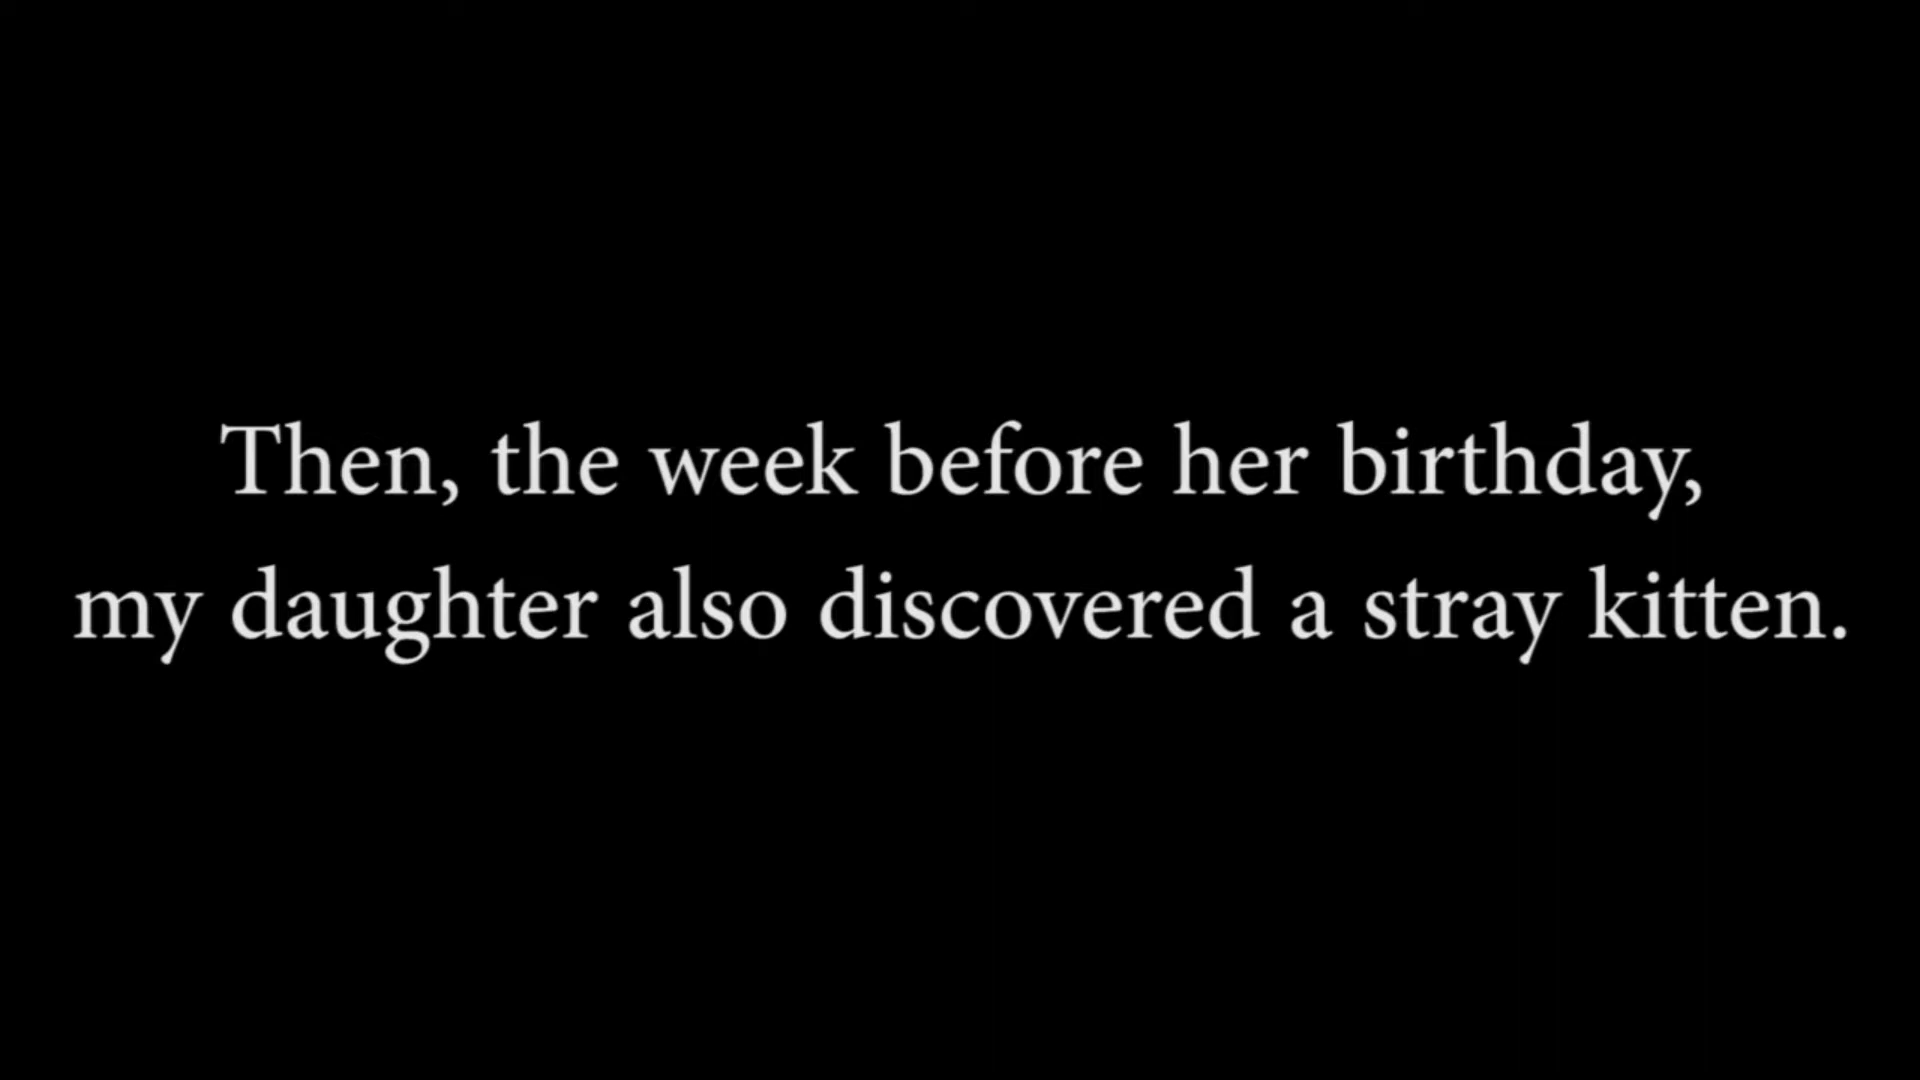 Then, the week before her birthday,
my daughter also discovered a stray kitten.